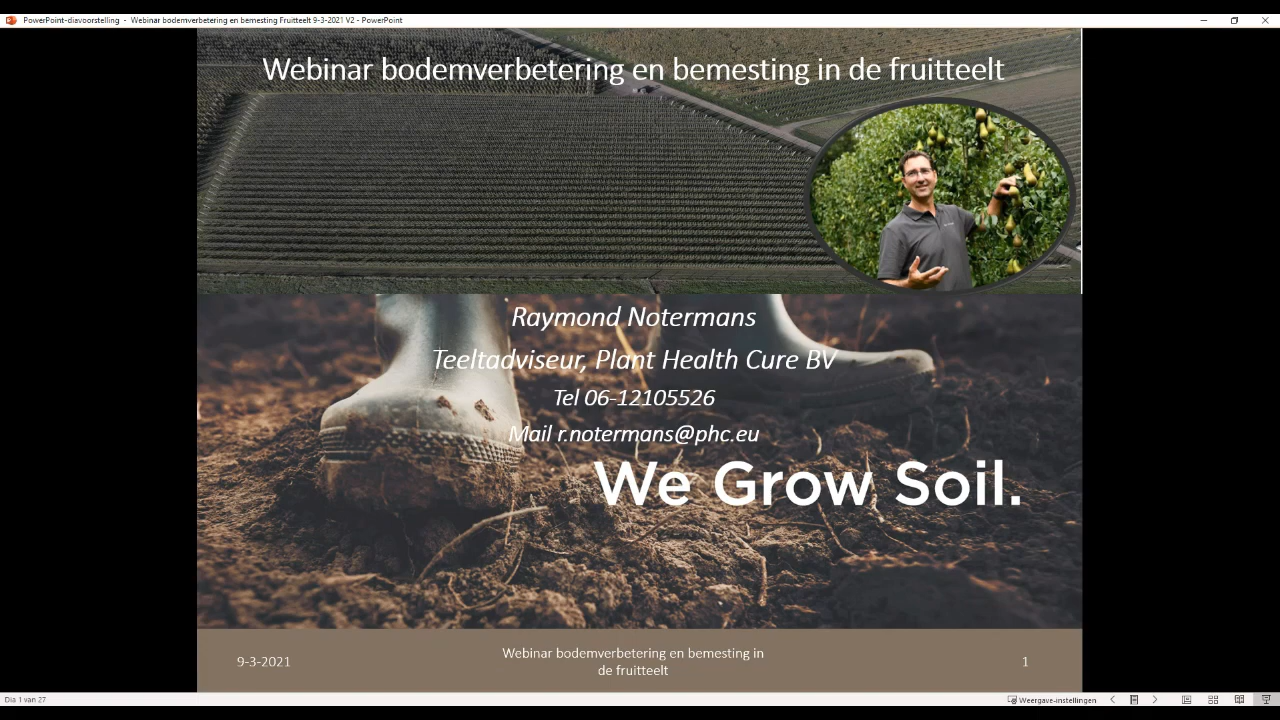 PowerPoint-diavoorstelling - Webinar bodemverbetering en bemesting Fruitteelt 9-3-2021 V2 - PowerPoint
Webinar bodemverbetering en bemesting in de fruitteelt
Raymond Notermans
Teeltadviseur, Plant Health Cure BV
Tel 06-12105526
Mail r.notermans@phc.eu
We Grow Soil.
9-3-2021
Webinar bodemverbetering en bemesting in
de fruitteelt
1
Dia 1 van 27
Weergave-instellingen